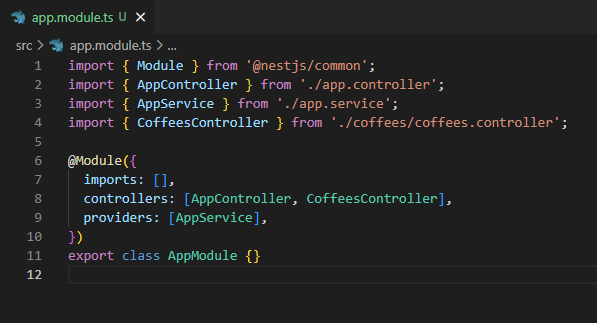 app.module.ts U
src > app.module.ts > ...
1 import { Module } from '@nestjs/common';
2 import { AppController } from './app.controller';
3 import { AppService } from './app.service';
4 import { CoffeesController } from './coffees/coffees.controller';
5
6 @Module({
7   imports: [],
8   controllers: [AppController, CoffeesController],
9   providers: [AppService],
10 })
11 export class AppModule {}
12